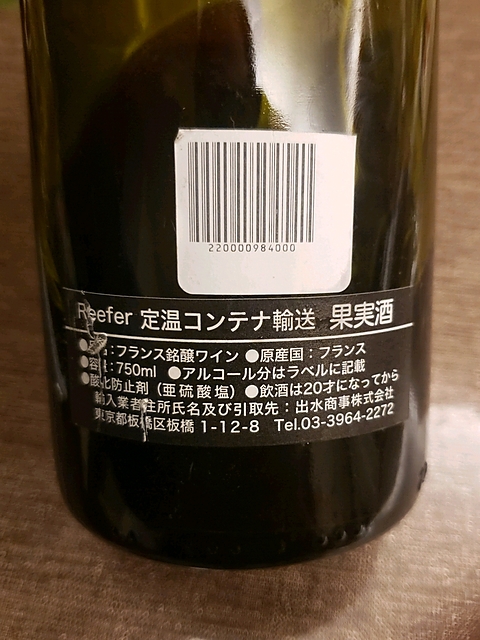 220000984000
Reefer 定温コンテナ輸送 果実酒
●品名:フランス銘醸ワイン ●原産国:フランス
●容量:750ml ●アルコール分はラベルに記載
●酸化防止剤(亜硫酸塩) ●飲酒は20才になってから
輸入業者住所氏名及び引取先:出水商事株式会社
東京都板橋区板橋 1-12-8 Tel.03-3964-2272